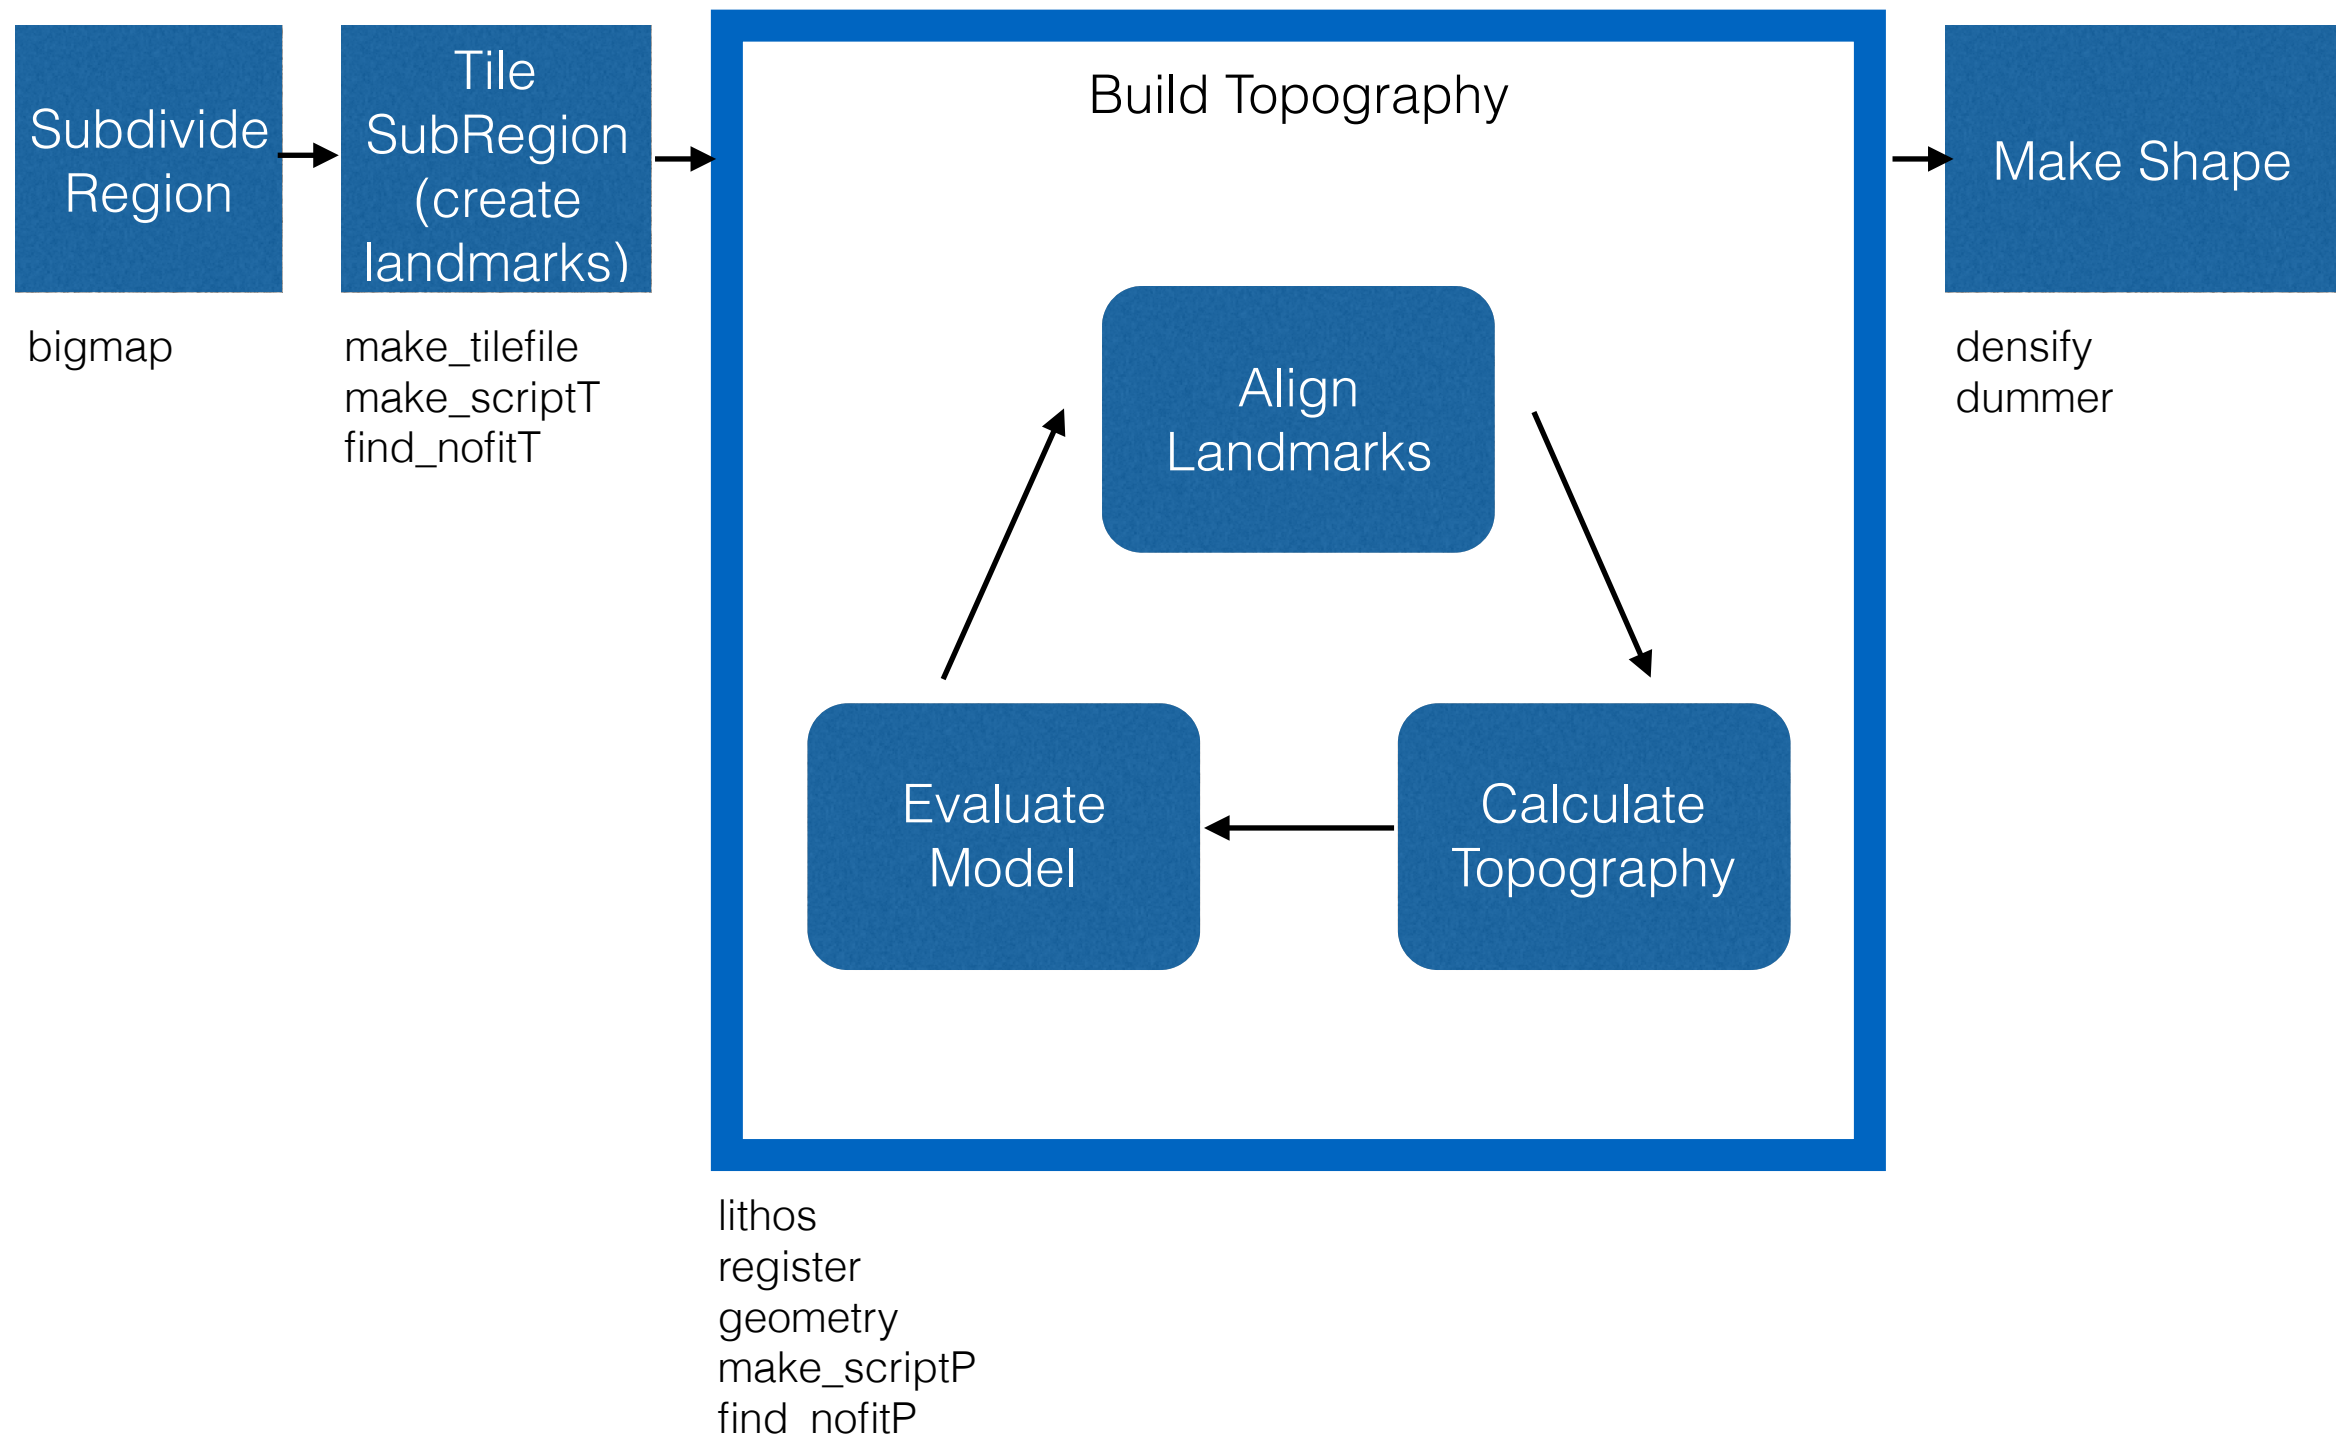 Subdivide
Region
bigmap
Tile
SubRegion
(create
landmarks)
make_tilefile
make_scriptT
find_nofitT
Build Topography
Align
Landmarks
Evaluate
Model
Calculate
Topography
lithos
register
geometry
make_scriptP
find_nofitP
Make Shape
densify
dummer